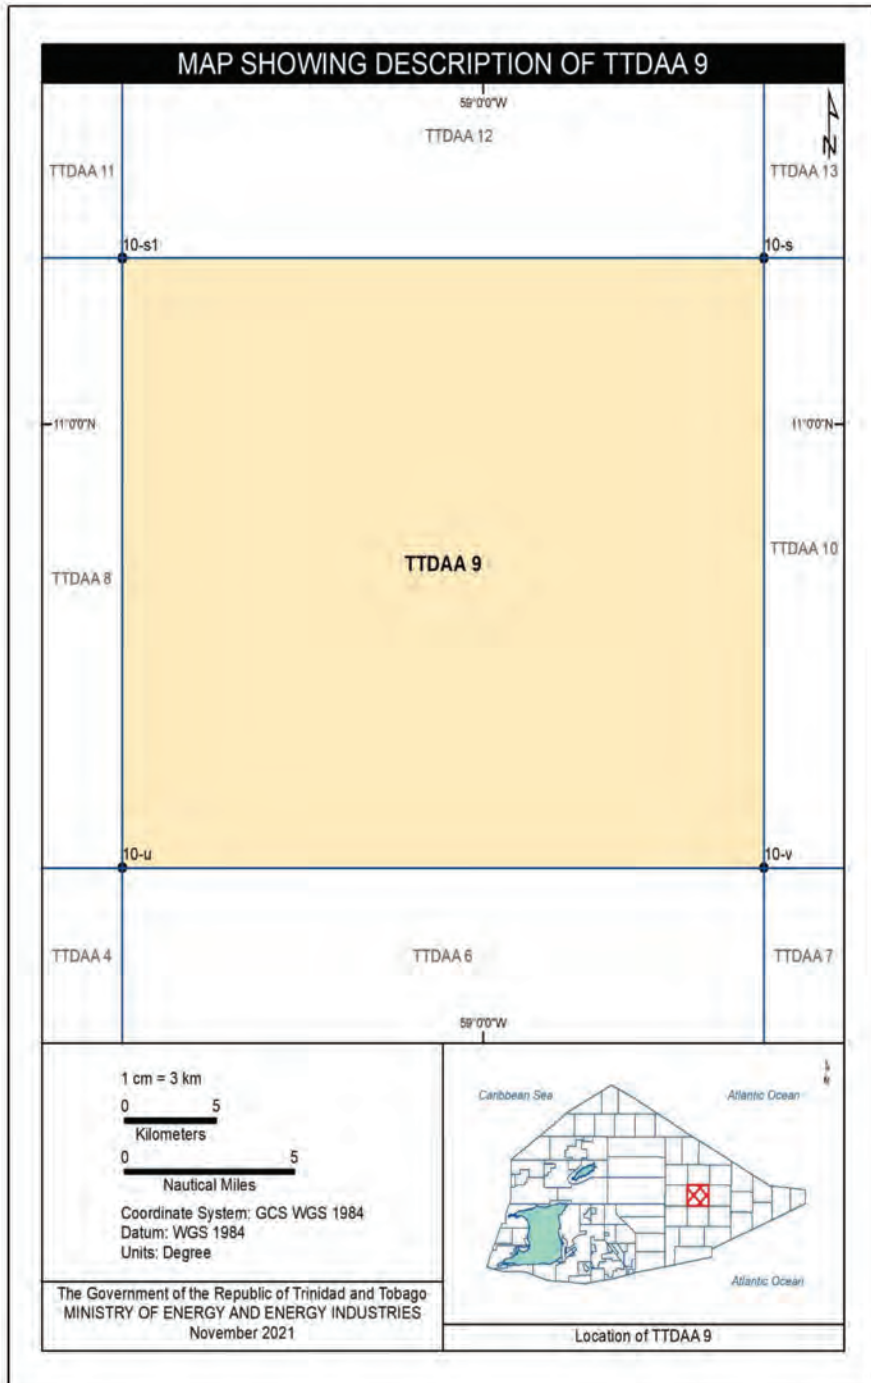 MAP SHOWING DESCRIPTION OF TTDAA 9
59°0'0"W
TTDAA 12
N
TTDAA 11
TTDAA 13
10-s1
10-s
11°0'0"N
11°0'0"N
TTDAA 9
TTDAA 10
TTDAA 8
10-u
10-v
TTDAA 4
TTDAA 6
TTDAA 7
59°0'0"W
1 cm = 3 km
0 5
Kilometers
0 5
Nautical Miles
Coordinate System: GCS WGS 1984
Datum: WGS 1984
Units: Degree
The Government of the Republic of Trinidad and Tobago
MINISTRY OF ENERGY AND ENERGY INDUSTRIES
November 2021
Caribbean Sea
Atlantic Ocean
Atlantic Ocean
Location of TTDAA 9